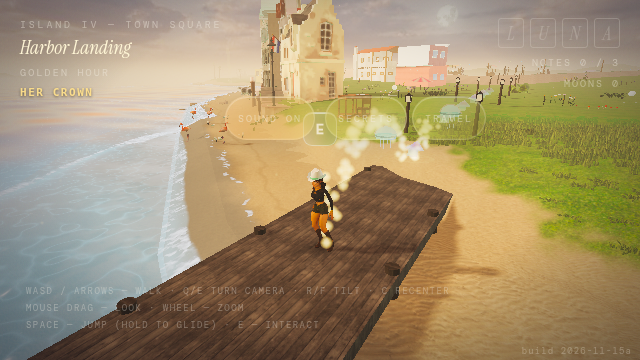 ISLAND IV — TOWN SQUARE
Harbor Landing
GOLDEN HOUR
HER CROWN
L U N A
NOTES 0 / 3
MOONS 0
SOUND ON
E
SECRETS
TRAVEL
WASD / ARROWS — WALK · Q/E TURN CAMERA · R/F TILT · C RECENTER
MOUSE DRAG — LOOK · WHEEL — ZOOM
SPACE — JUMP (HOLD TO GLIDE) · E — INTERACT
build 2026-11-15a